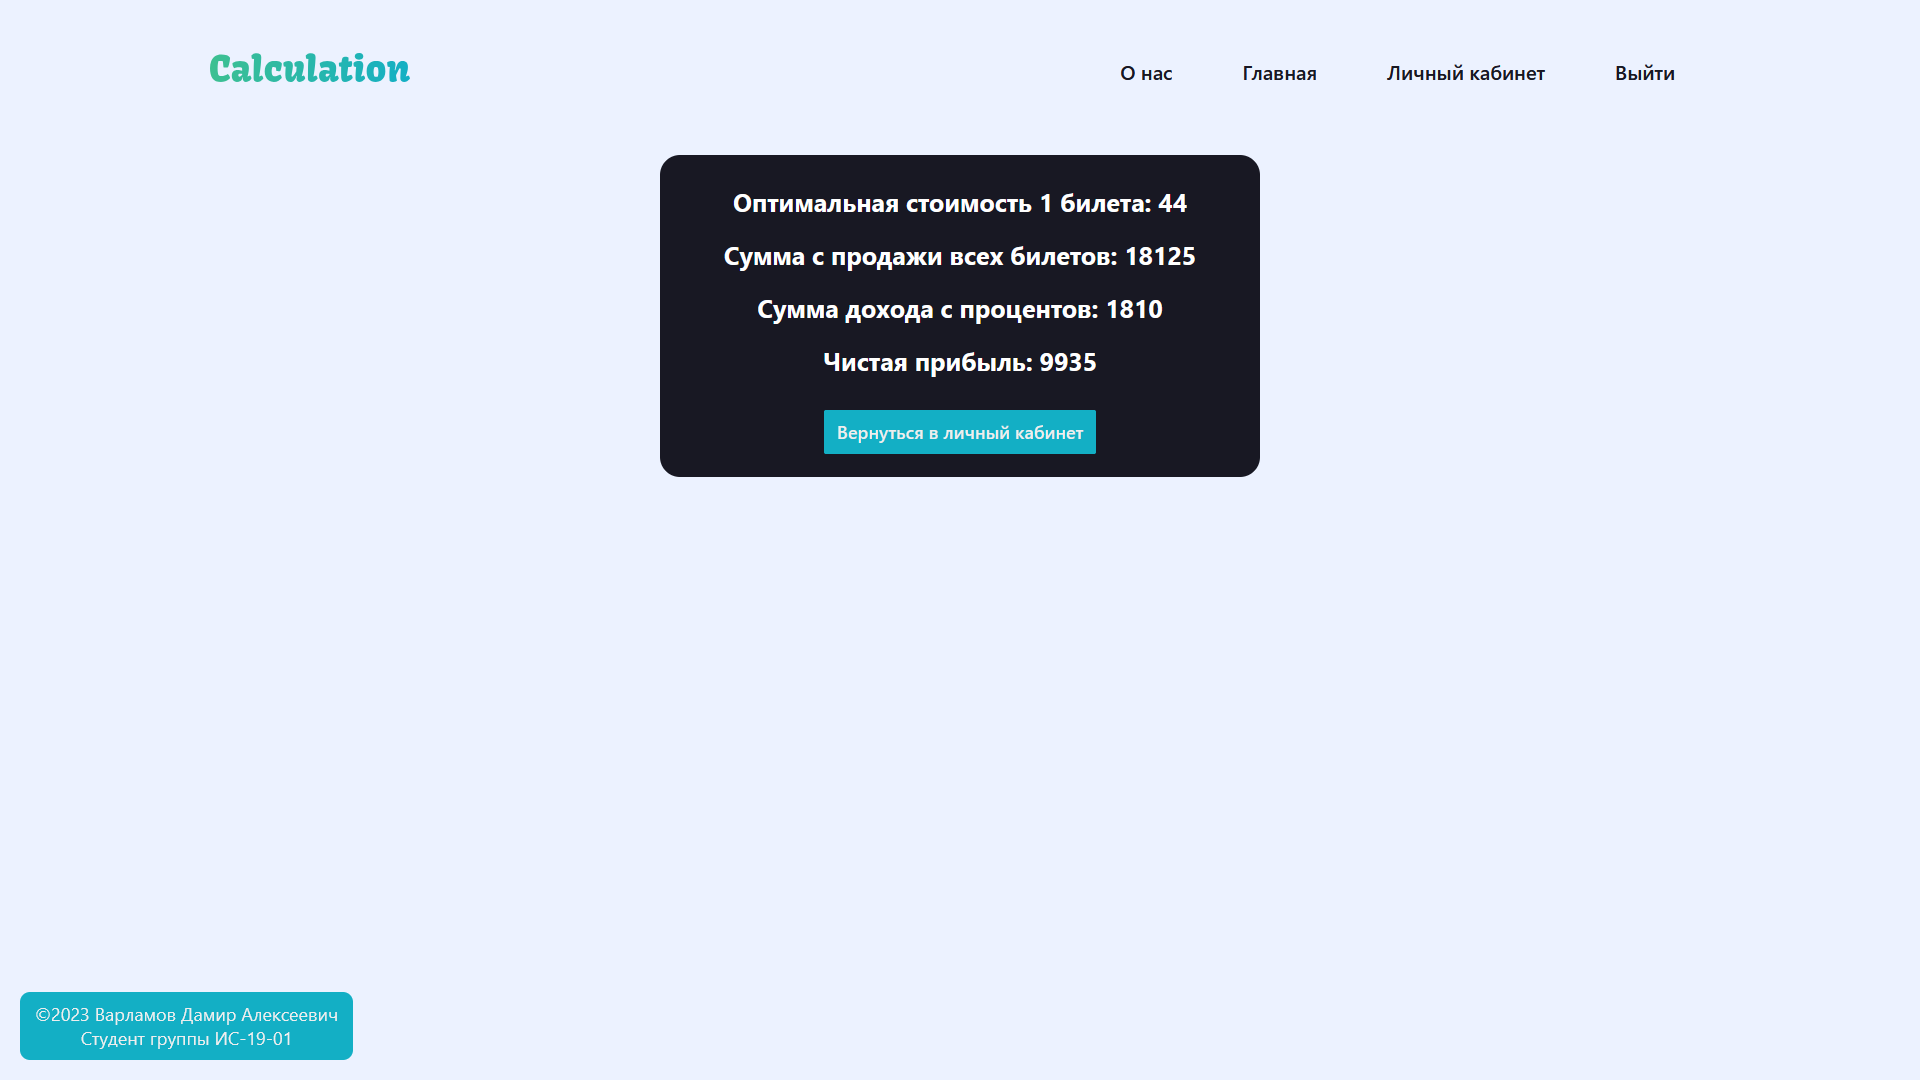 Calculation
О нас Главная Личный кабинет Выйти
Оптимальная стоимость 1 билета: 44
Сумма с продажи всех билетов: 18125
Сумма дохода с процентов: 1810
Чистая прибыль: 9935
Вернуться в личный кабинет
©2023 Варламов Дамир Алексеевич
Студент группы ИС-19-01